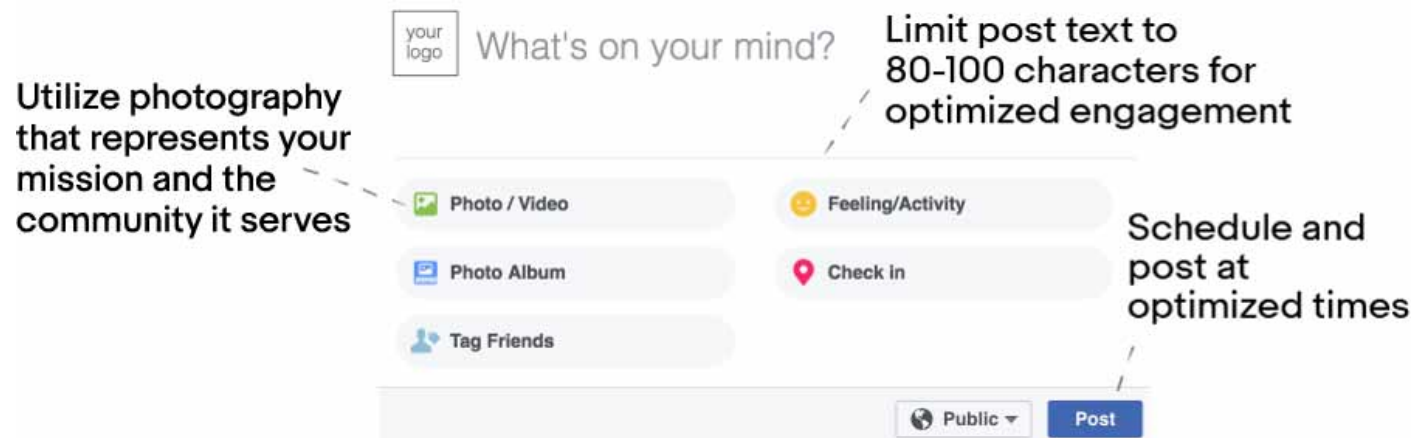 your
logo
What's on your mind?
Limit post text to
80-100 characters for
optimized engagement
Utilize photography
that represents your
mission and the
community it serves
Photo / Video
Feeling/Activity
Photo Album
Check in
Tag Friends
Schedule and
post at
optimized times
Public
Post